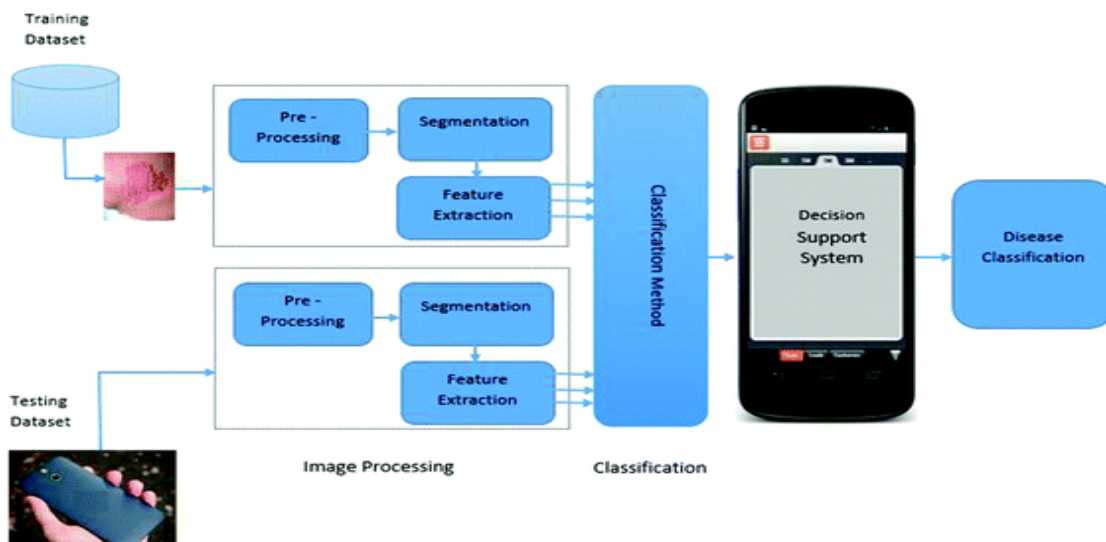 Training
Dataset
Pre -
Processing
Segmentation
Feature
Extraction
Classification Method
Decision
Support
System
Disease
Classification
Pre -
Processing
Segmentation
Feature
Extraction
Testing
Dataset
Image Processing
Classification